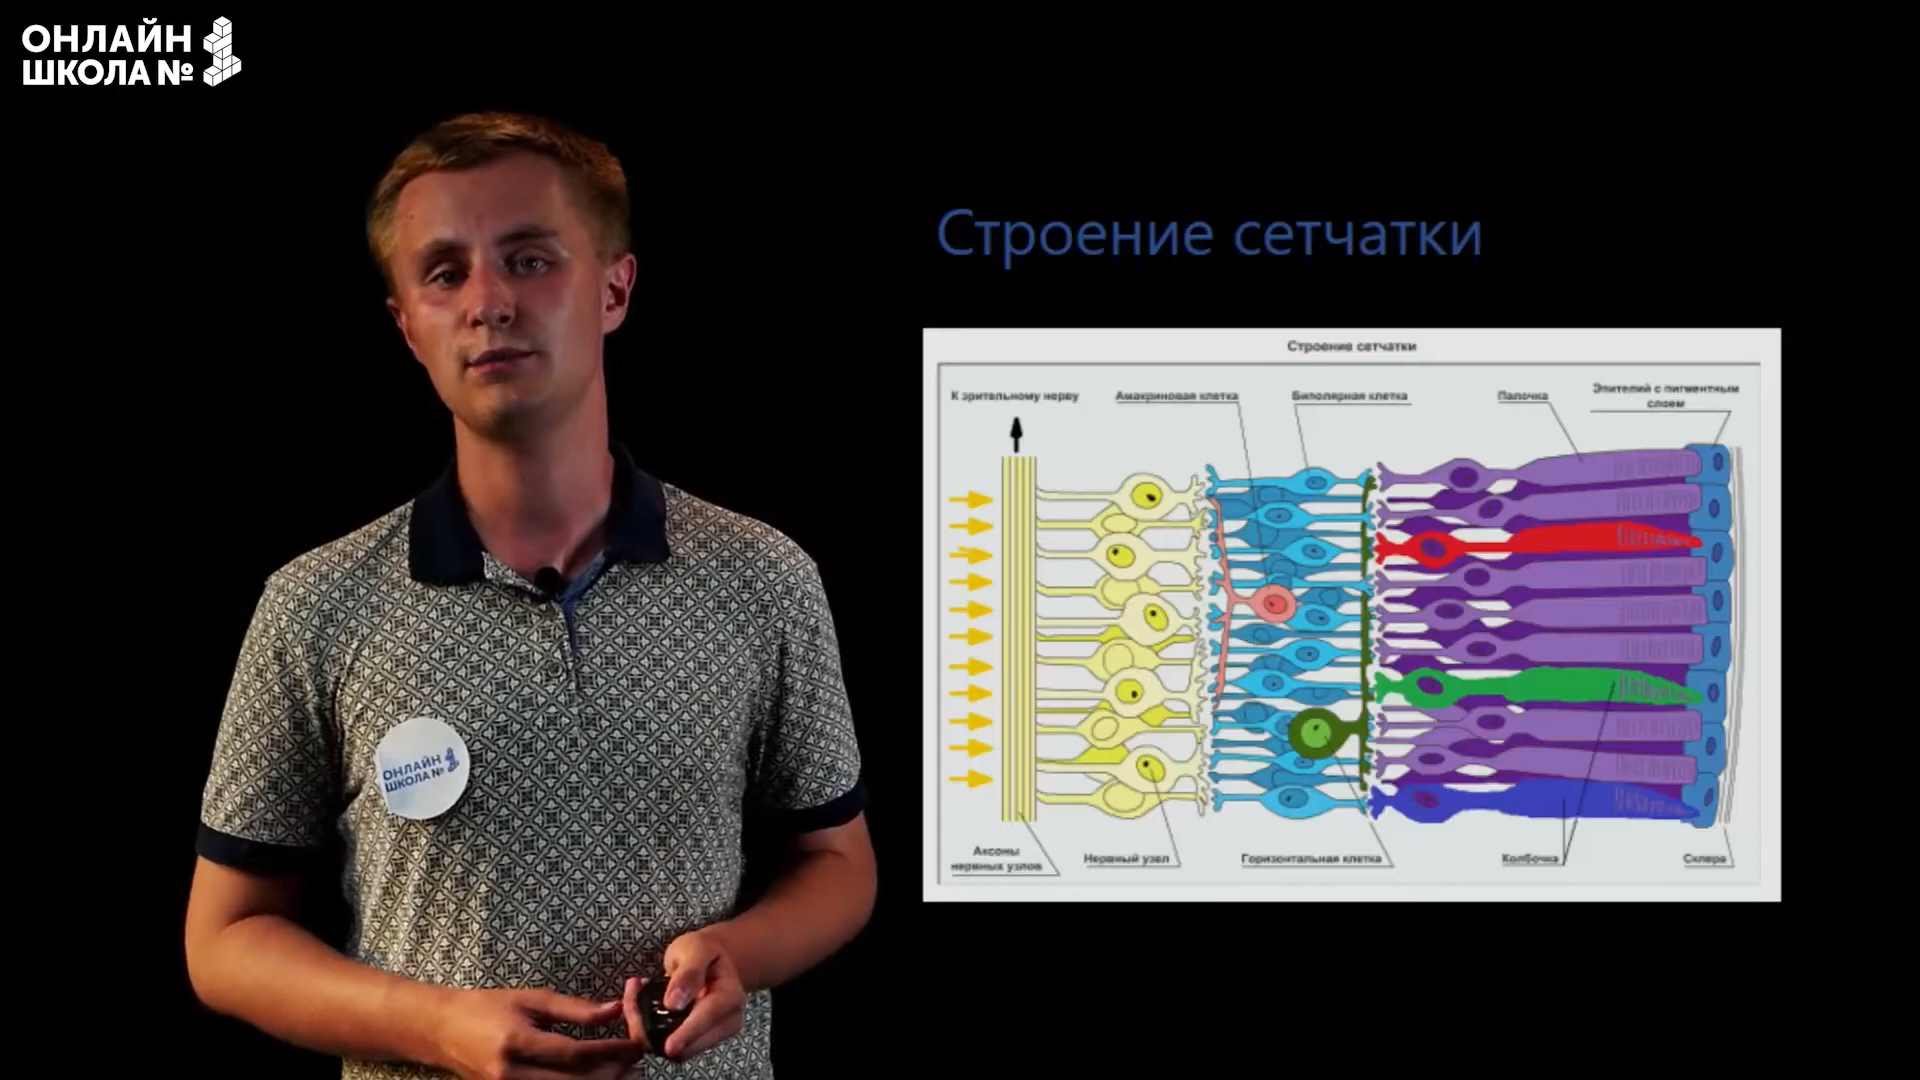 ОНЛАЙН
ШКОЛА №
Строение сетчатки
Строение сетчатки
К зрительному нерву
Амакриновая клетка
Биполярная клетка
Палочка
Эпителий с пигментным
слоем
Аксоны
нервных узлов
Нервный узел
Горизонтальная клетка
Колбочка
Склера
ОНЛАЙН
ШКОЛА №